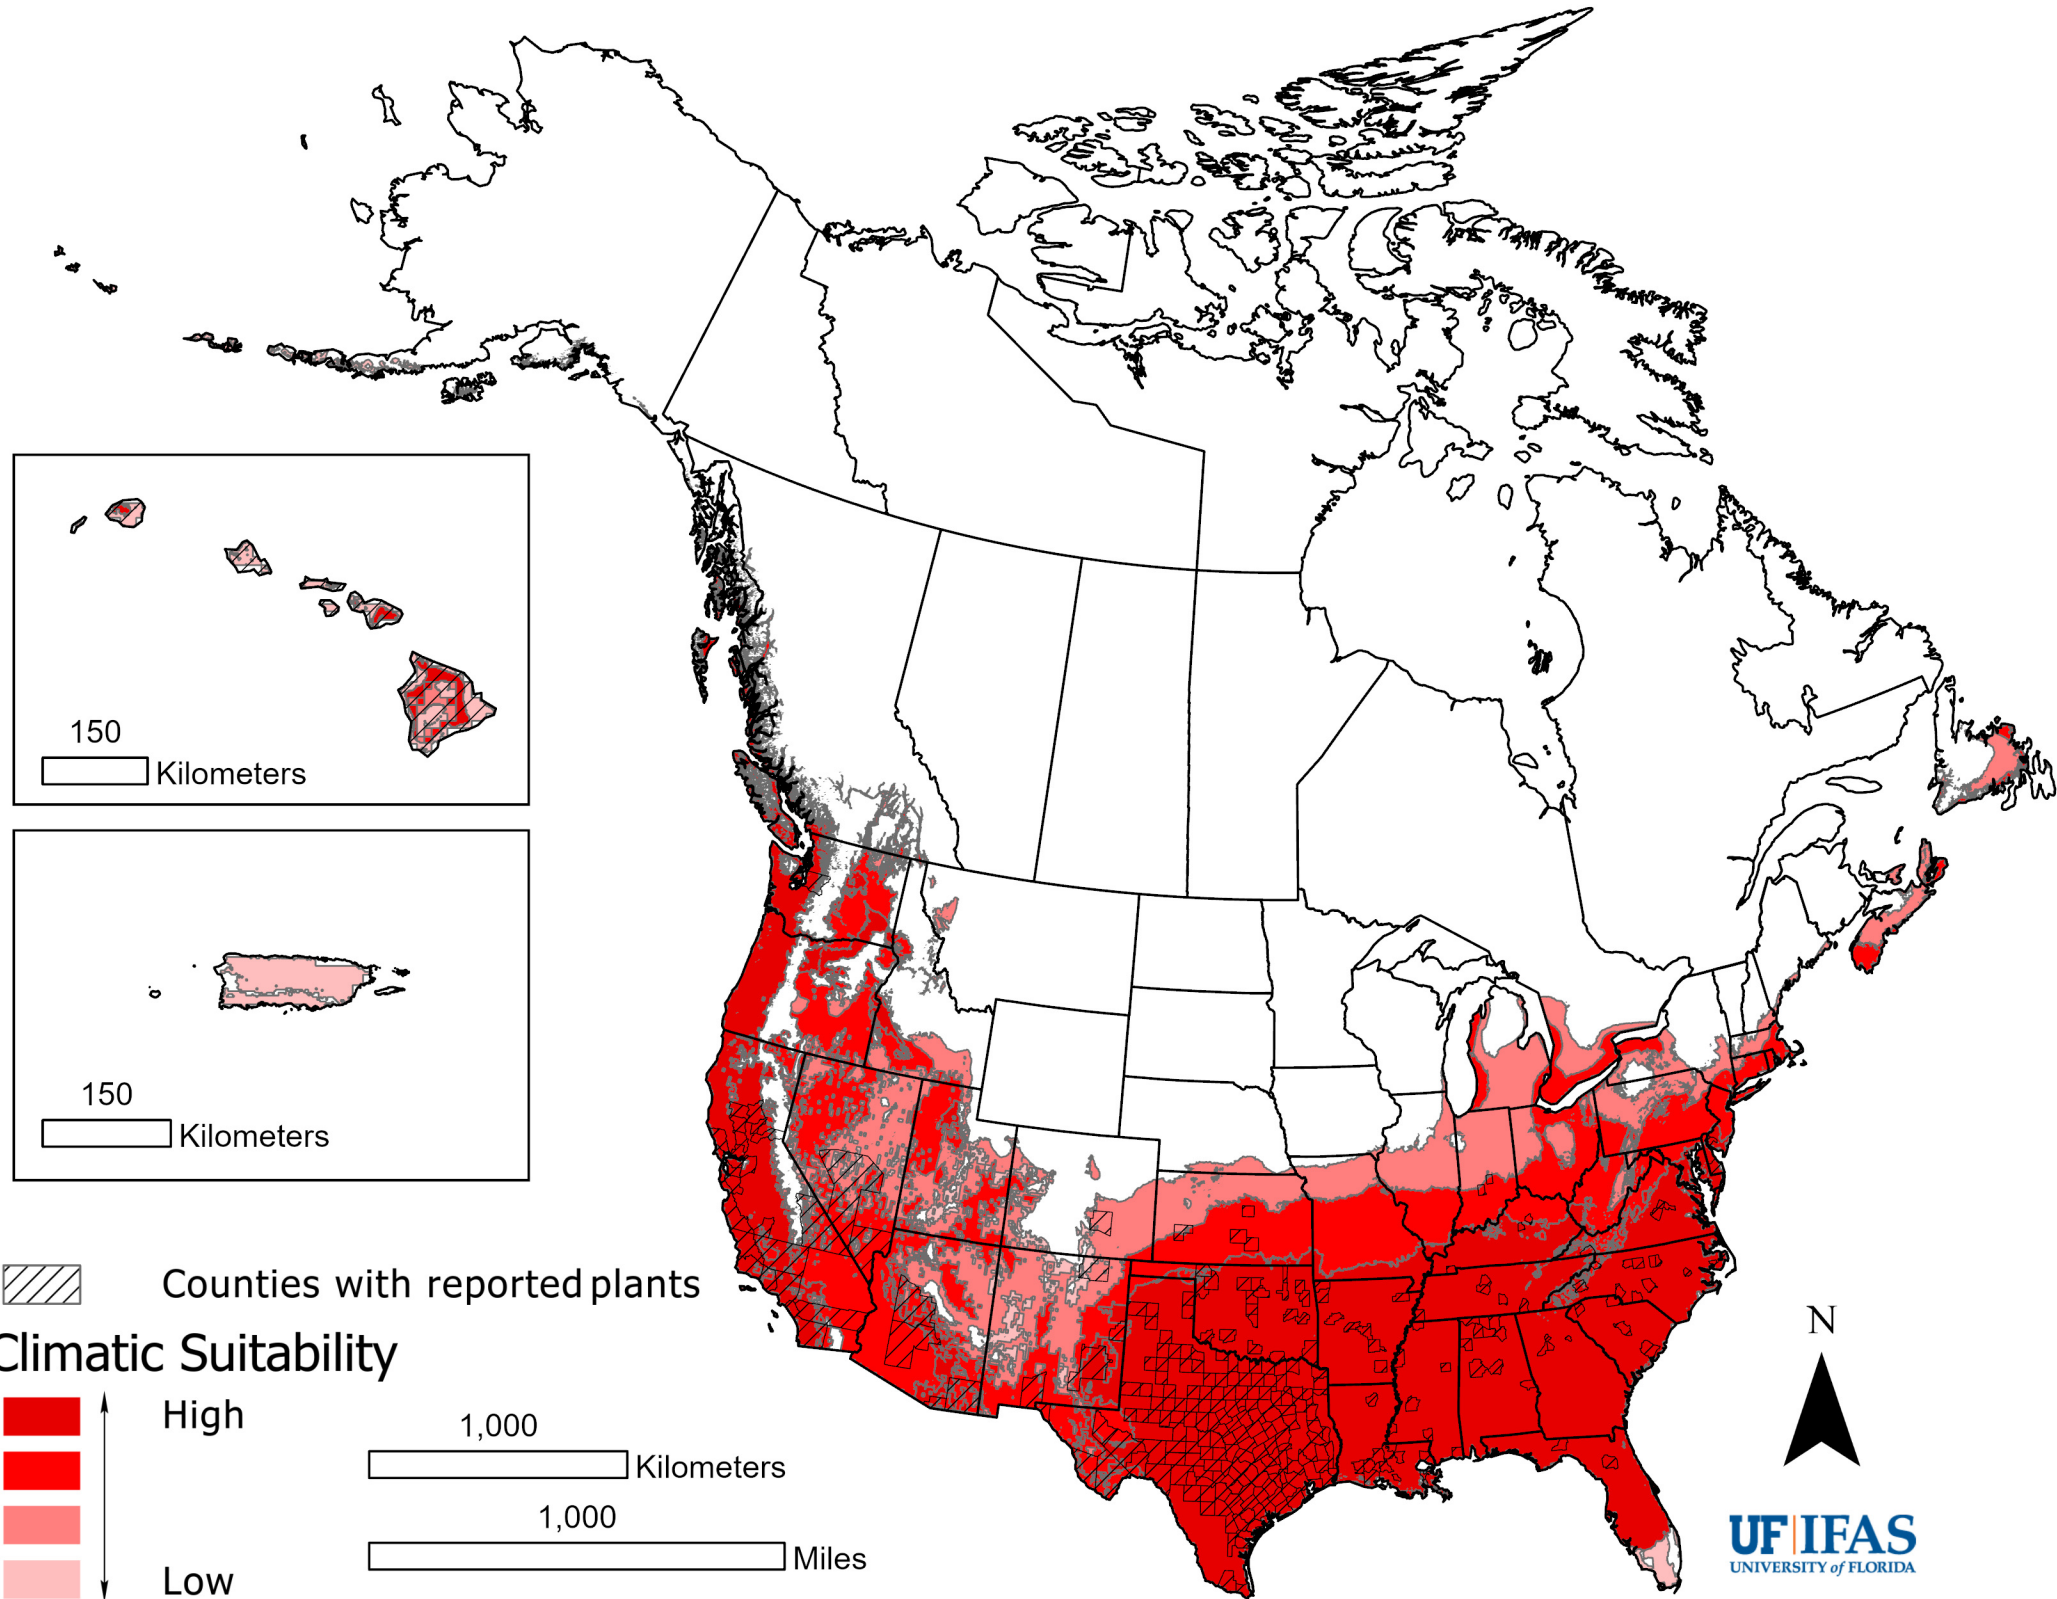 150
Kilometers
150
Kilometers
Counties with reported plants
Climatic Suitability
High
Low
1,000
Kilometers
1,000
Miles
N
UF|IFAS
UNIVERSITY of FLORIDA